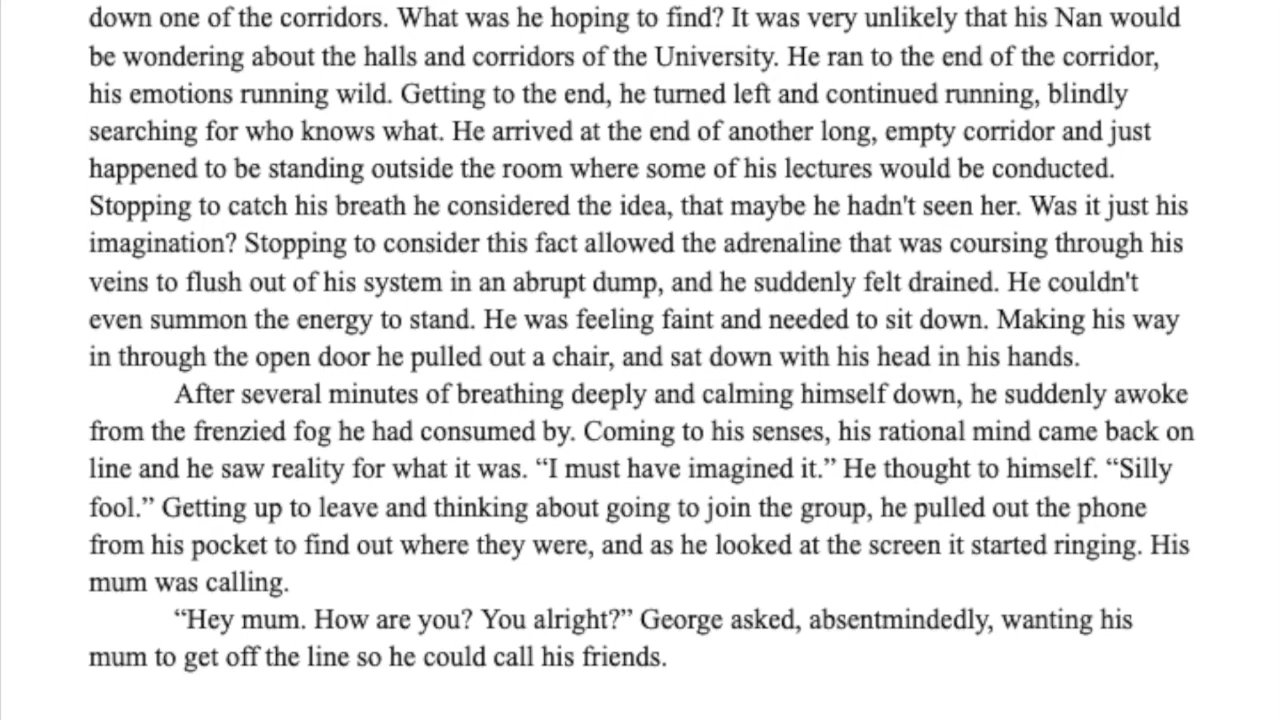 down one of the corridors. What was he hoping to find? It was very unlikely that his Nan would
be wondering about the halls and corridors of the University. He ran to the end of the corridor,
his emotions running wild. Getting to the end, he turned left and continued running, blindly
searching for who knows what. He arrived at the end of another long, empty corridor and just
happened to be standing outside the room where some of his lectures would be conducted.
Stopping to catch his breath he considered the idea, that maybe he hadn't seen her. Was it just his
imagination? Stopping to consider this fact allowed the adrenaline that was coursing through his
veins to flush out of his system in an abrupt dump, and he suddenly felt drained. He couldn't
even summon the energy to stand. He was feeling faint and needed to sit down. Making his way
in through the open door he pulled out a chair, and sat down with his head in his hands.
After several minutes of breathing deeply and calming himself down, he suddenly awoke
from the frenzied fog he had consumed by. Coming to his senses, his rational mind came back on
line and he saw reality for what it was. “I must have imagined it.” He thought to himself. “Silly
fool.” Getting up to leave and thinking about going to join the group, he pulled out the phone
from his pocket to find out where they were, and as he looked at the screen it started ringing. His
mum was calling.
“Hey mum. How are you? You alright?” George asked, absentmindedly, wanting his
mum to get off the line so he could call his friends.